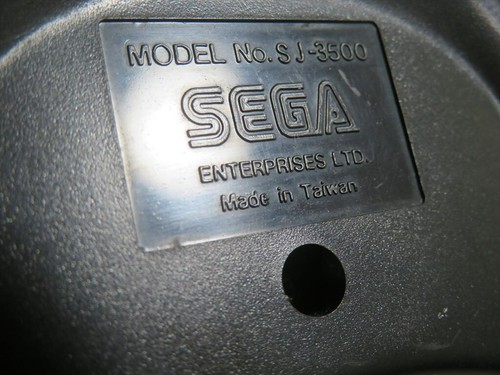 MODEL No. SJ-3500
SEGA
ENTERPRISES LTD.
Made in Taiwan